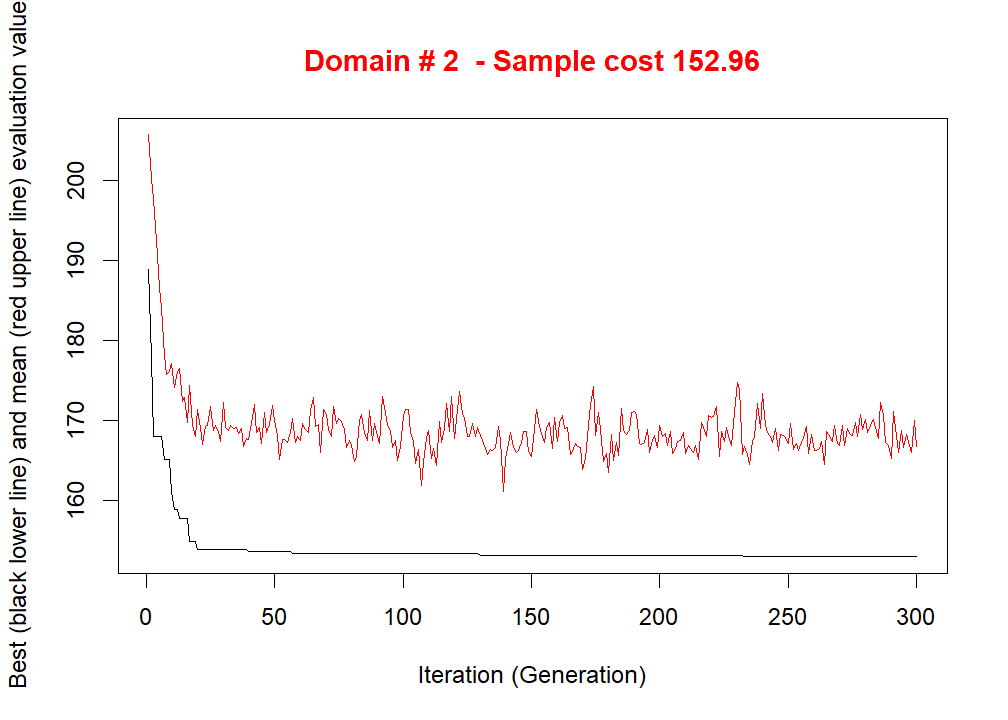 Domain # 2  - Sample cost 152.96
Best (black lower line) and mean (red upper line) evaluation value
200
190
180
170
160
0 50 100 150 200 250 300
Iteration (Generation)